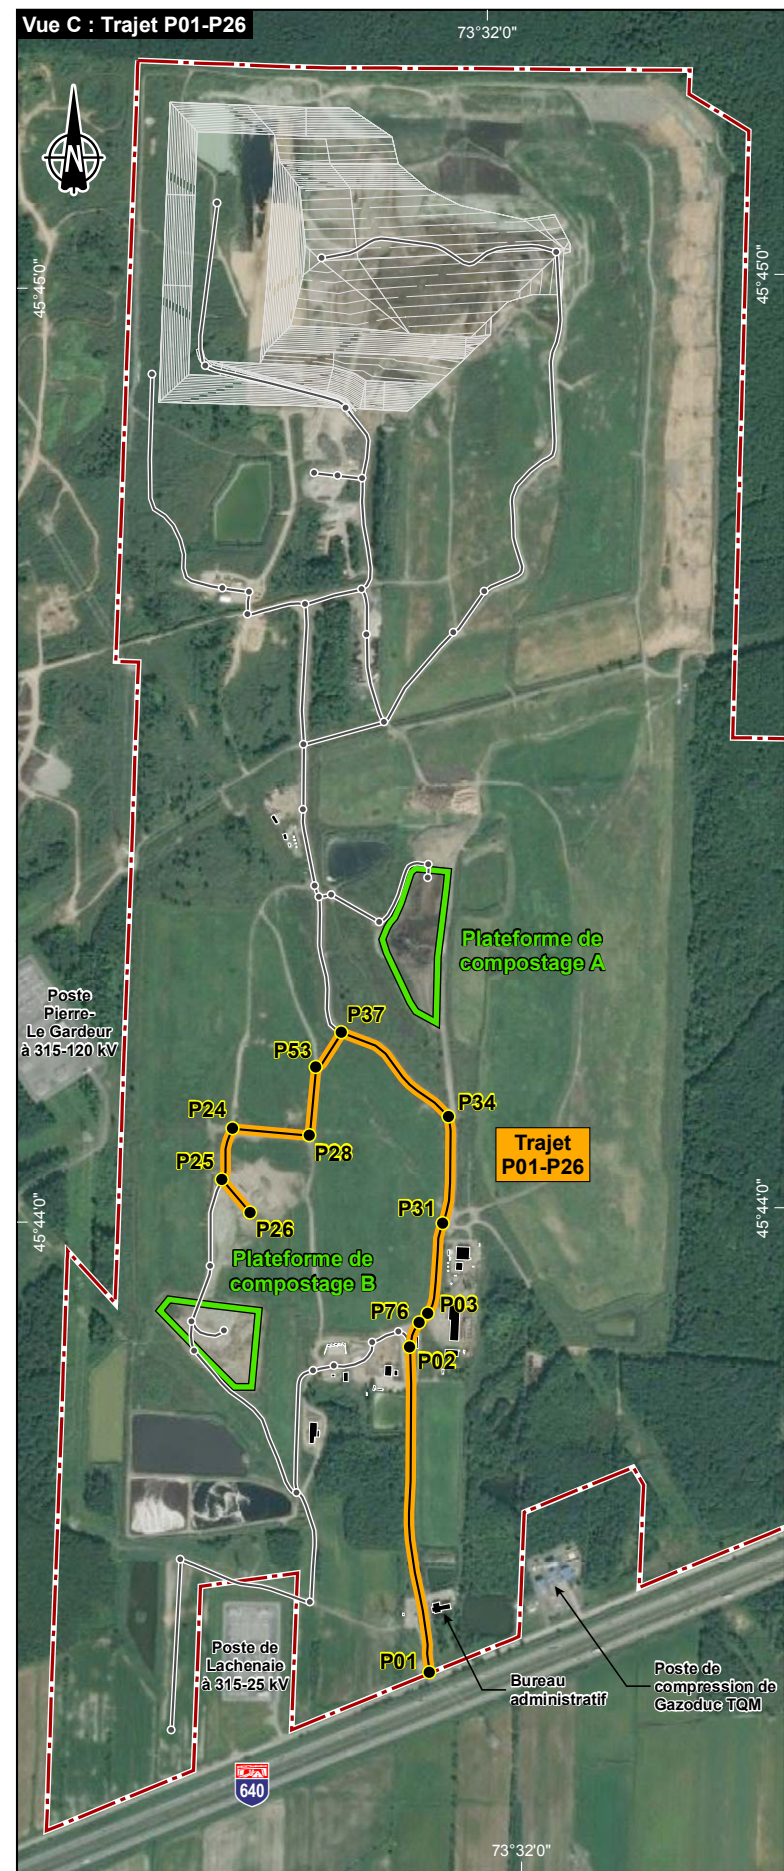 Vue C : Trajet P01-P26
73°32'0"
N
45°45'0"
45°45'0"
Plateforme de
compostage A
Poste
Pierre-
Le Gardeur
à 315-120 kV
P37
P53
P34
P24
P28
Trajet
P01-P26
P25
P26
P31
45°44'0"
45°44'0"
Plateforme de
compostage B
P03
P76
P02
P01
Poste de
Lachenaie
à 315-25 kV
Bureau
administratif
Poste de
compression de
Gazoduc TQM
640
73°32'0"